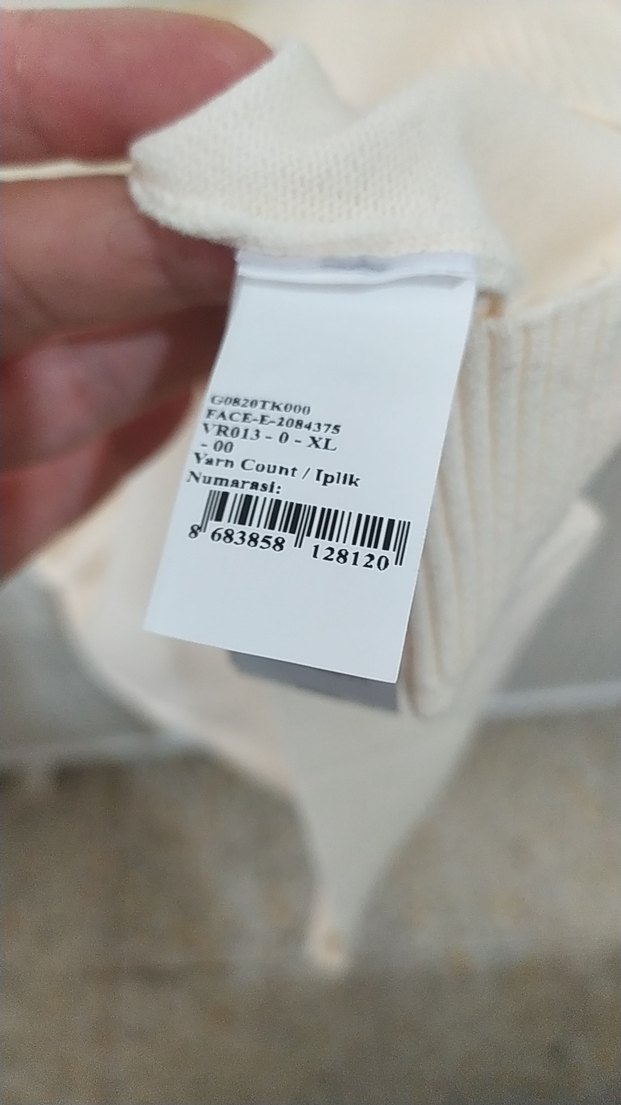 G0820TK000
FACE-E-2084375
VR013 - 0 - XL
- 00
Yarn Count / Iplik
Numarasi:
8 683858 128120